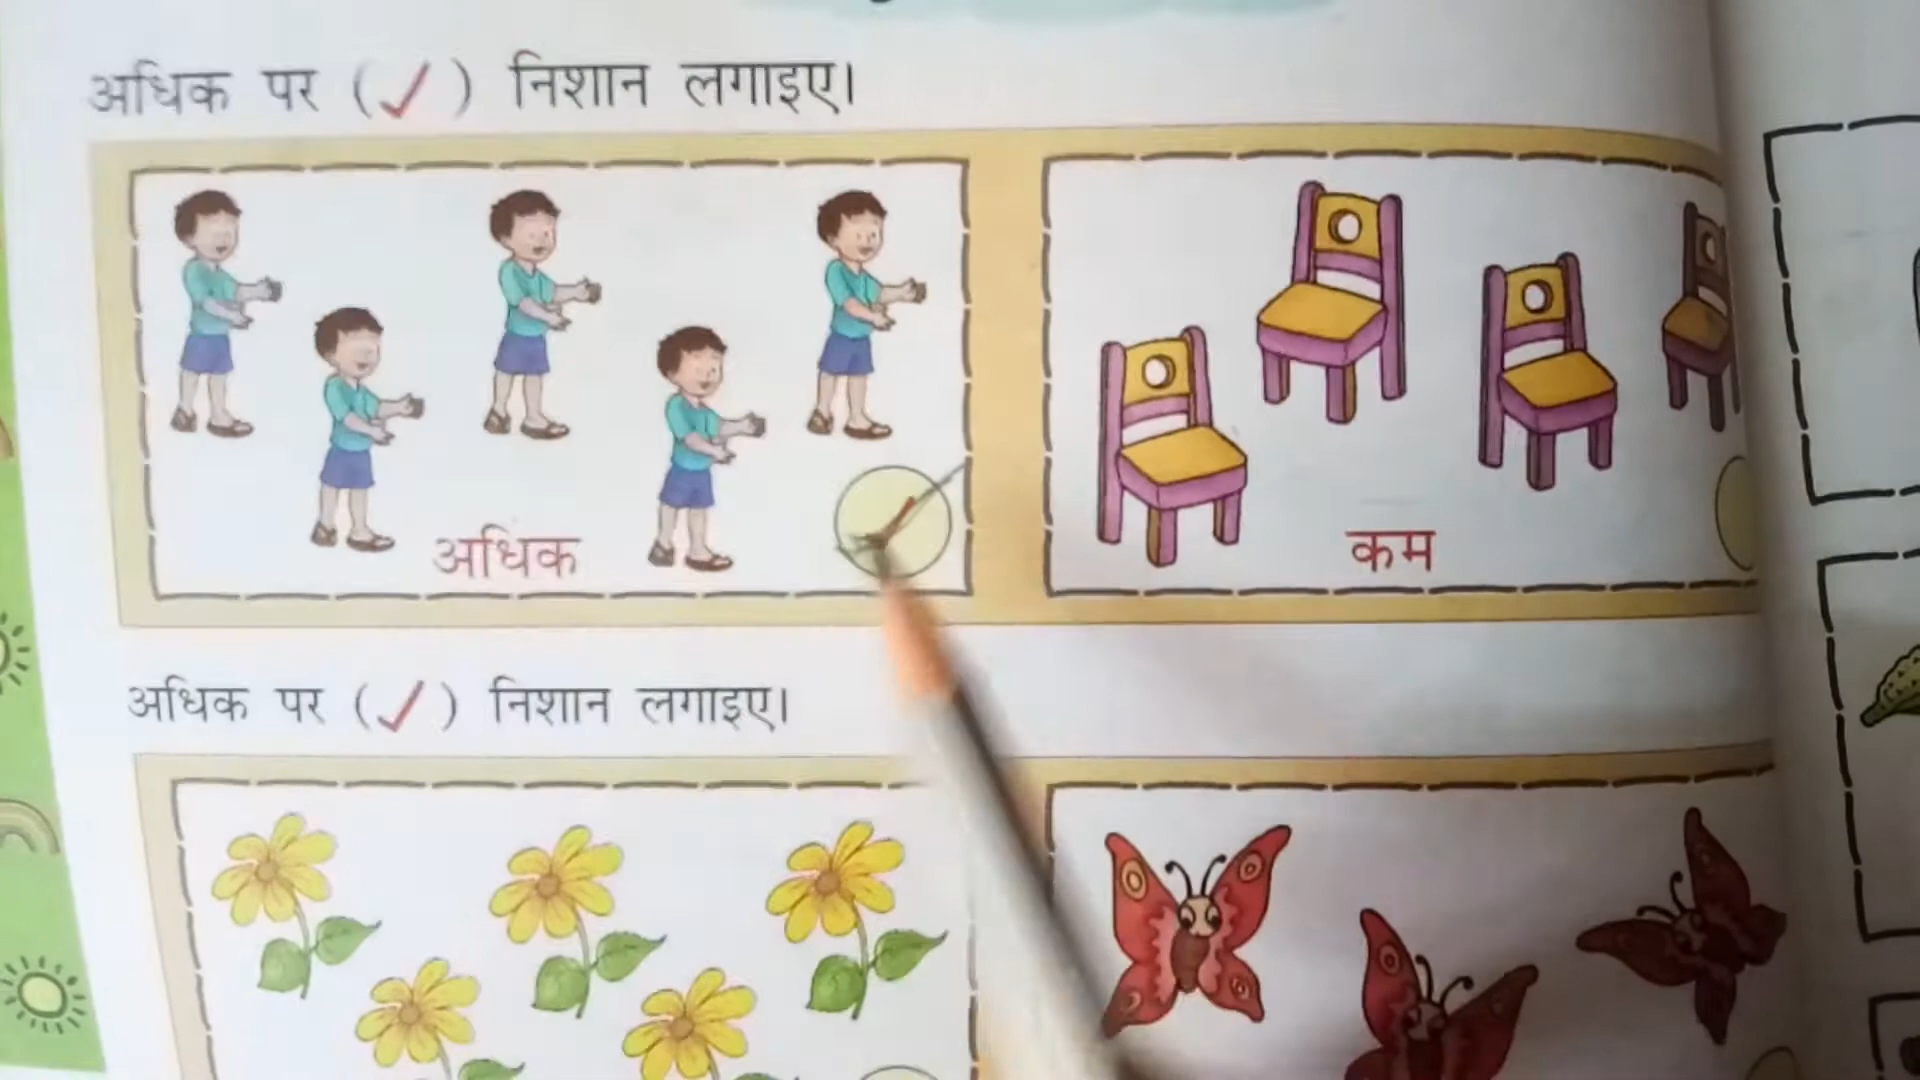 अधिक पर (✓) निशान लगाइए।
अधिक
कम
अधिक पर (✓) निशान लगाइए।